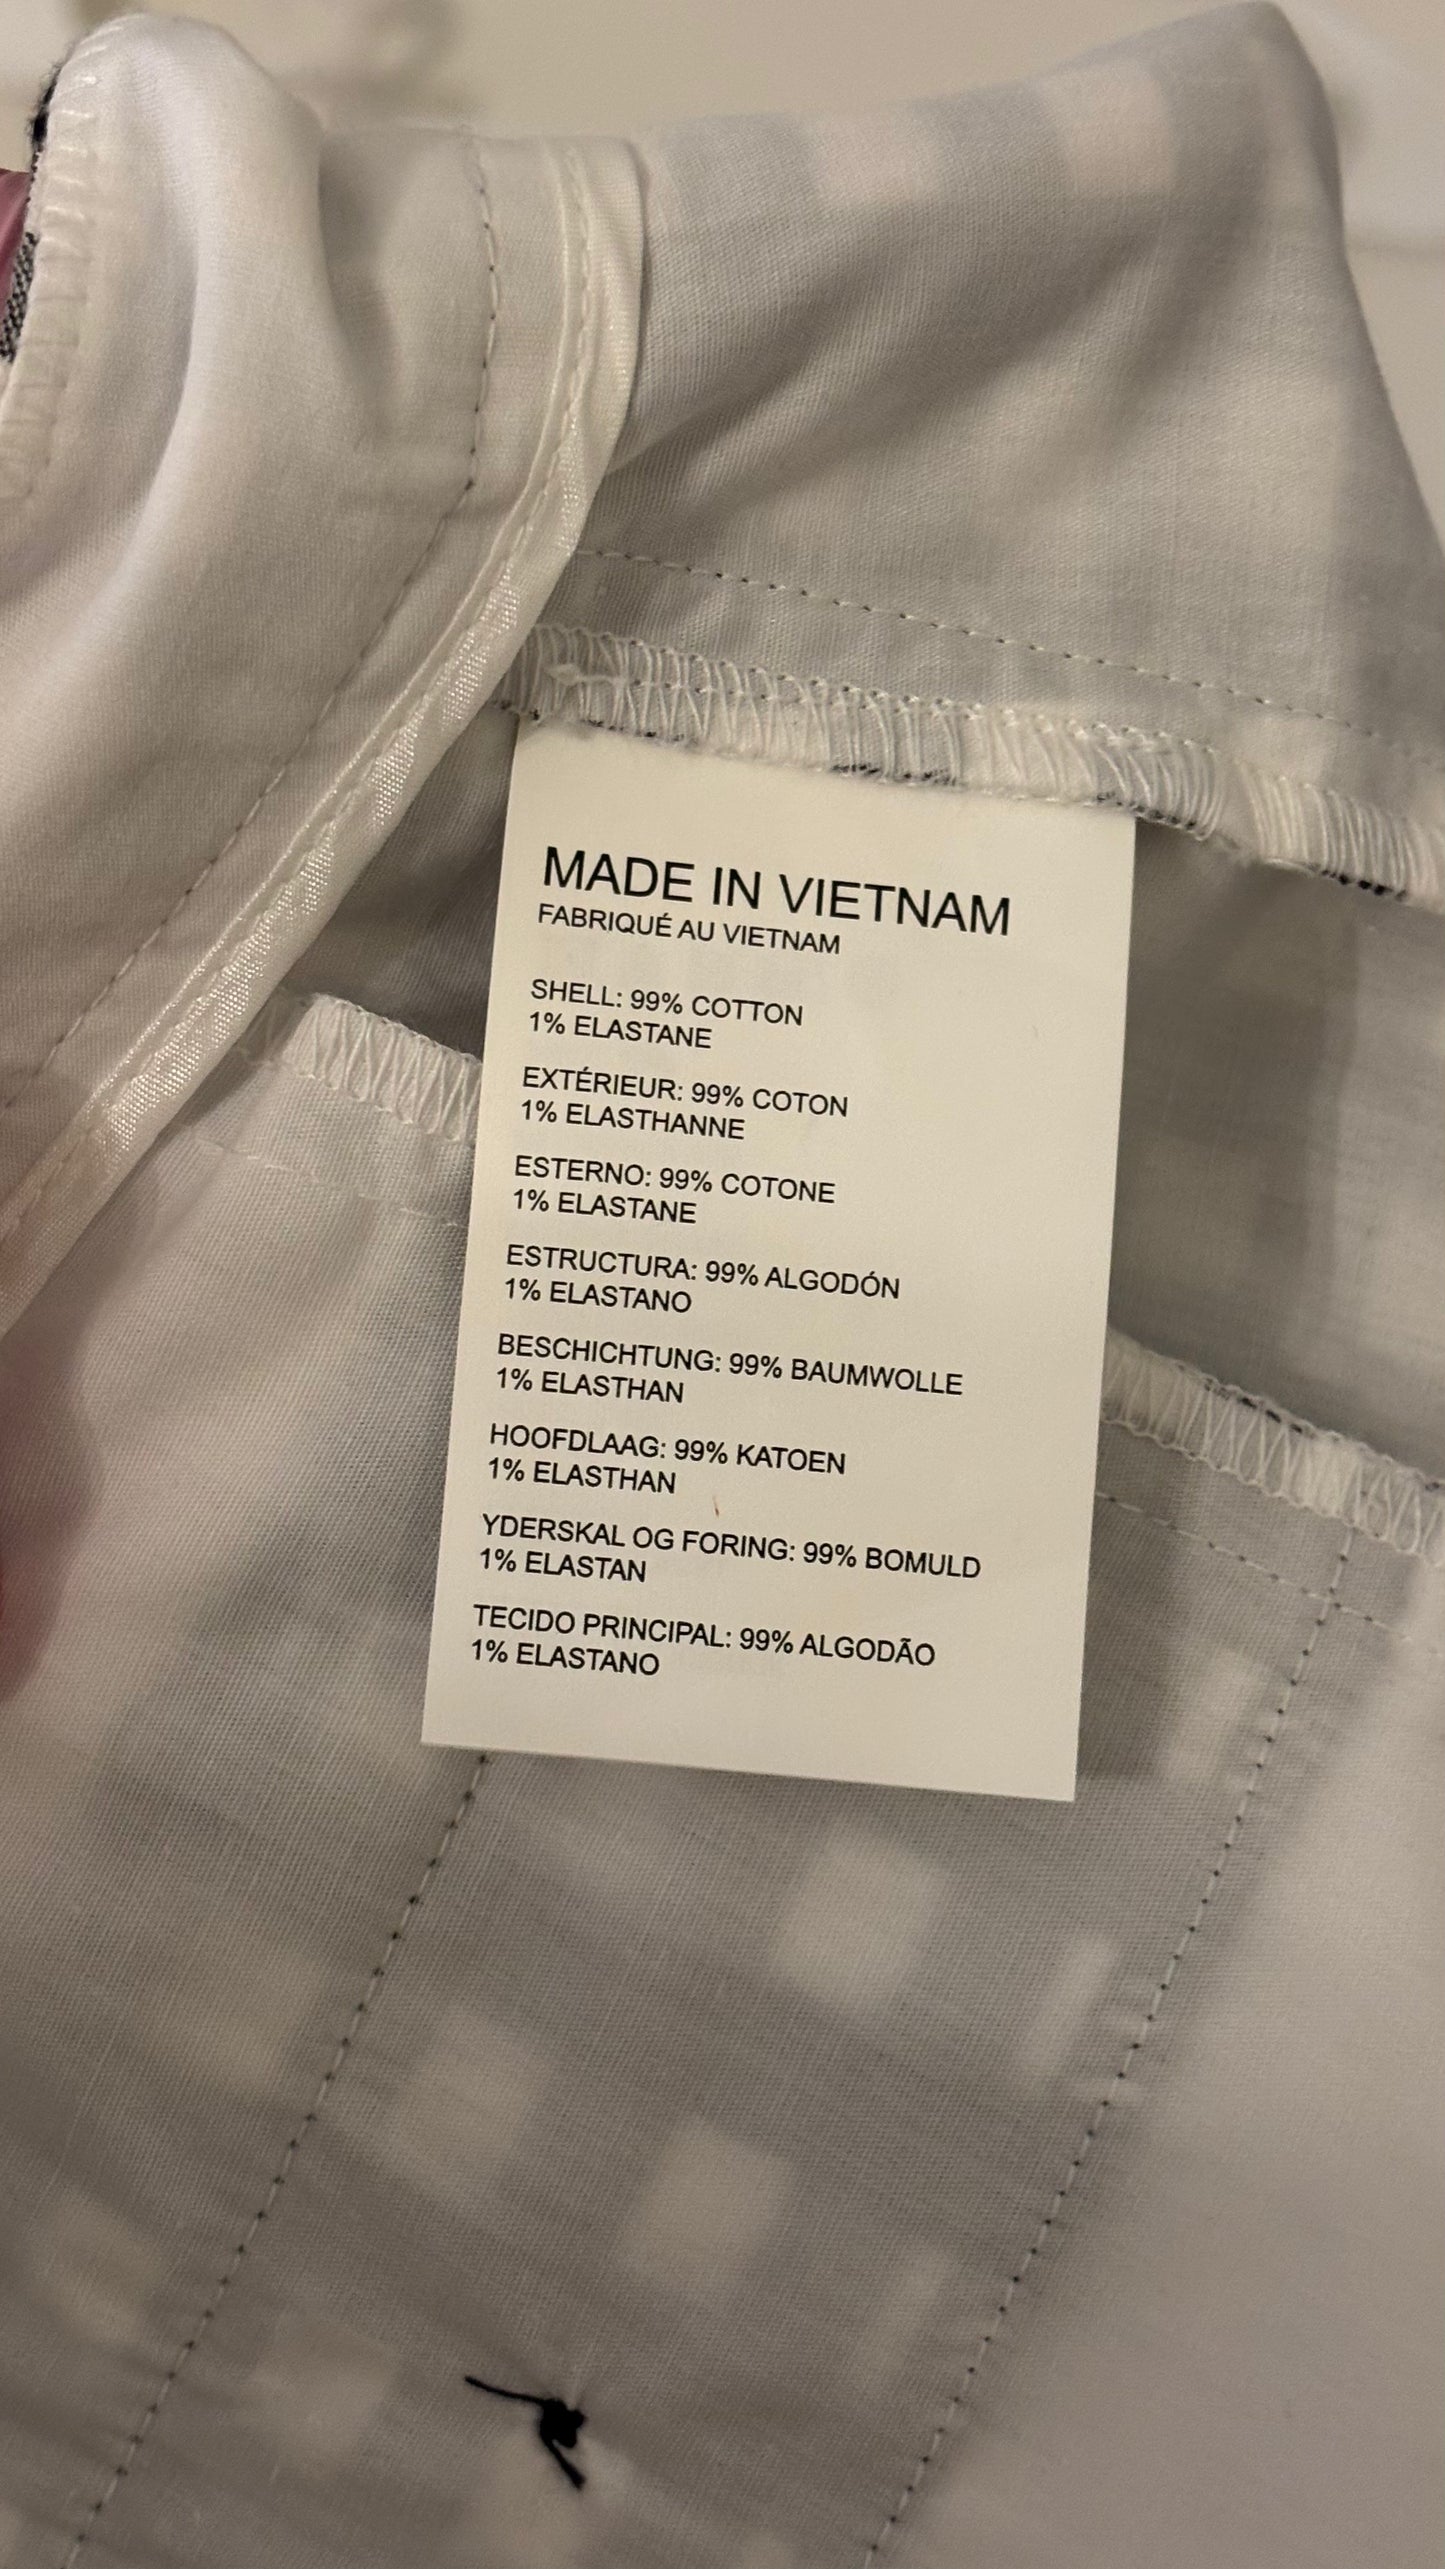 MADE IN VIETNAM
FABRIQUÉ AU VIETNAM
SHELL: 99% COTTON
1% ELASTANE
EXTÉRIEUR: 99% COTON
1% ELASTHANNE
ESTERNO: 99% COTONE
1% ELASTANE
ESTRUCTURA: 99% ALGODÓN
1% ELASTANO
BESCHICHTUNG: 99% BAUMWOLLE
1% ELASTHAN
HOOFDLAAG: 99% KATOEN
1% ELASTHAN
YDERSKAL OG FORING: 99% BOMULD
1% ELASTAN
TECIDO PRINCIPAL: 99% ALGODÃO
1% ELASTANO